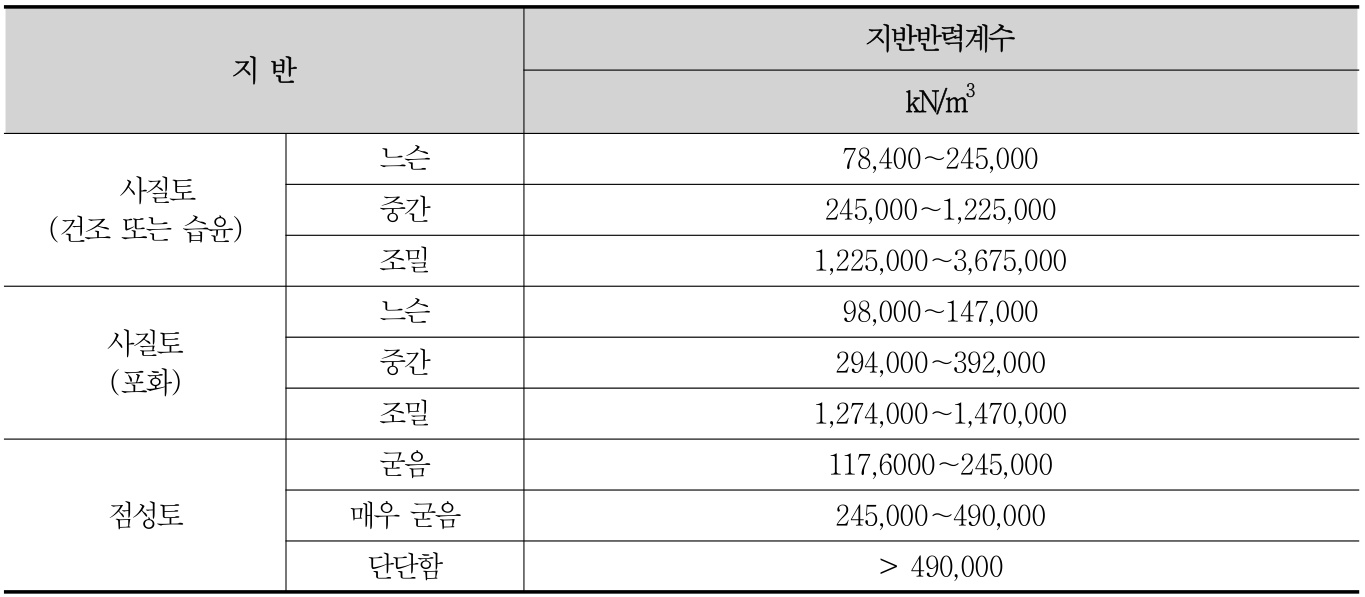 지 반
지반반력계수
kN/m³
사질토
(건조 또는 습윤)
느슨
78,400~245,000
중간
245,000~1,225,000
조밀
1,225,000~3,675,000
사질토
(포화)
느슨
98,000~147,000
중간
294,000~392,000
조밀
1,274,000~1,470,000
점성토
굳음
117,6000~245,000
매우 굳음
245,000~490,000
단단함
> 490,000